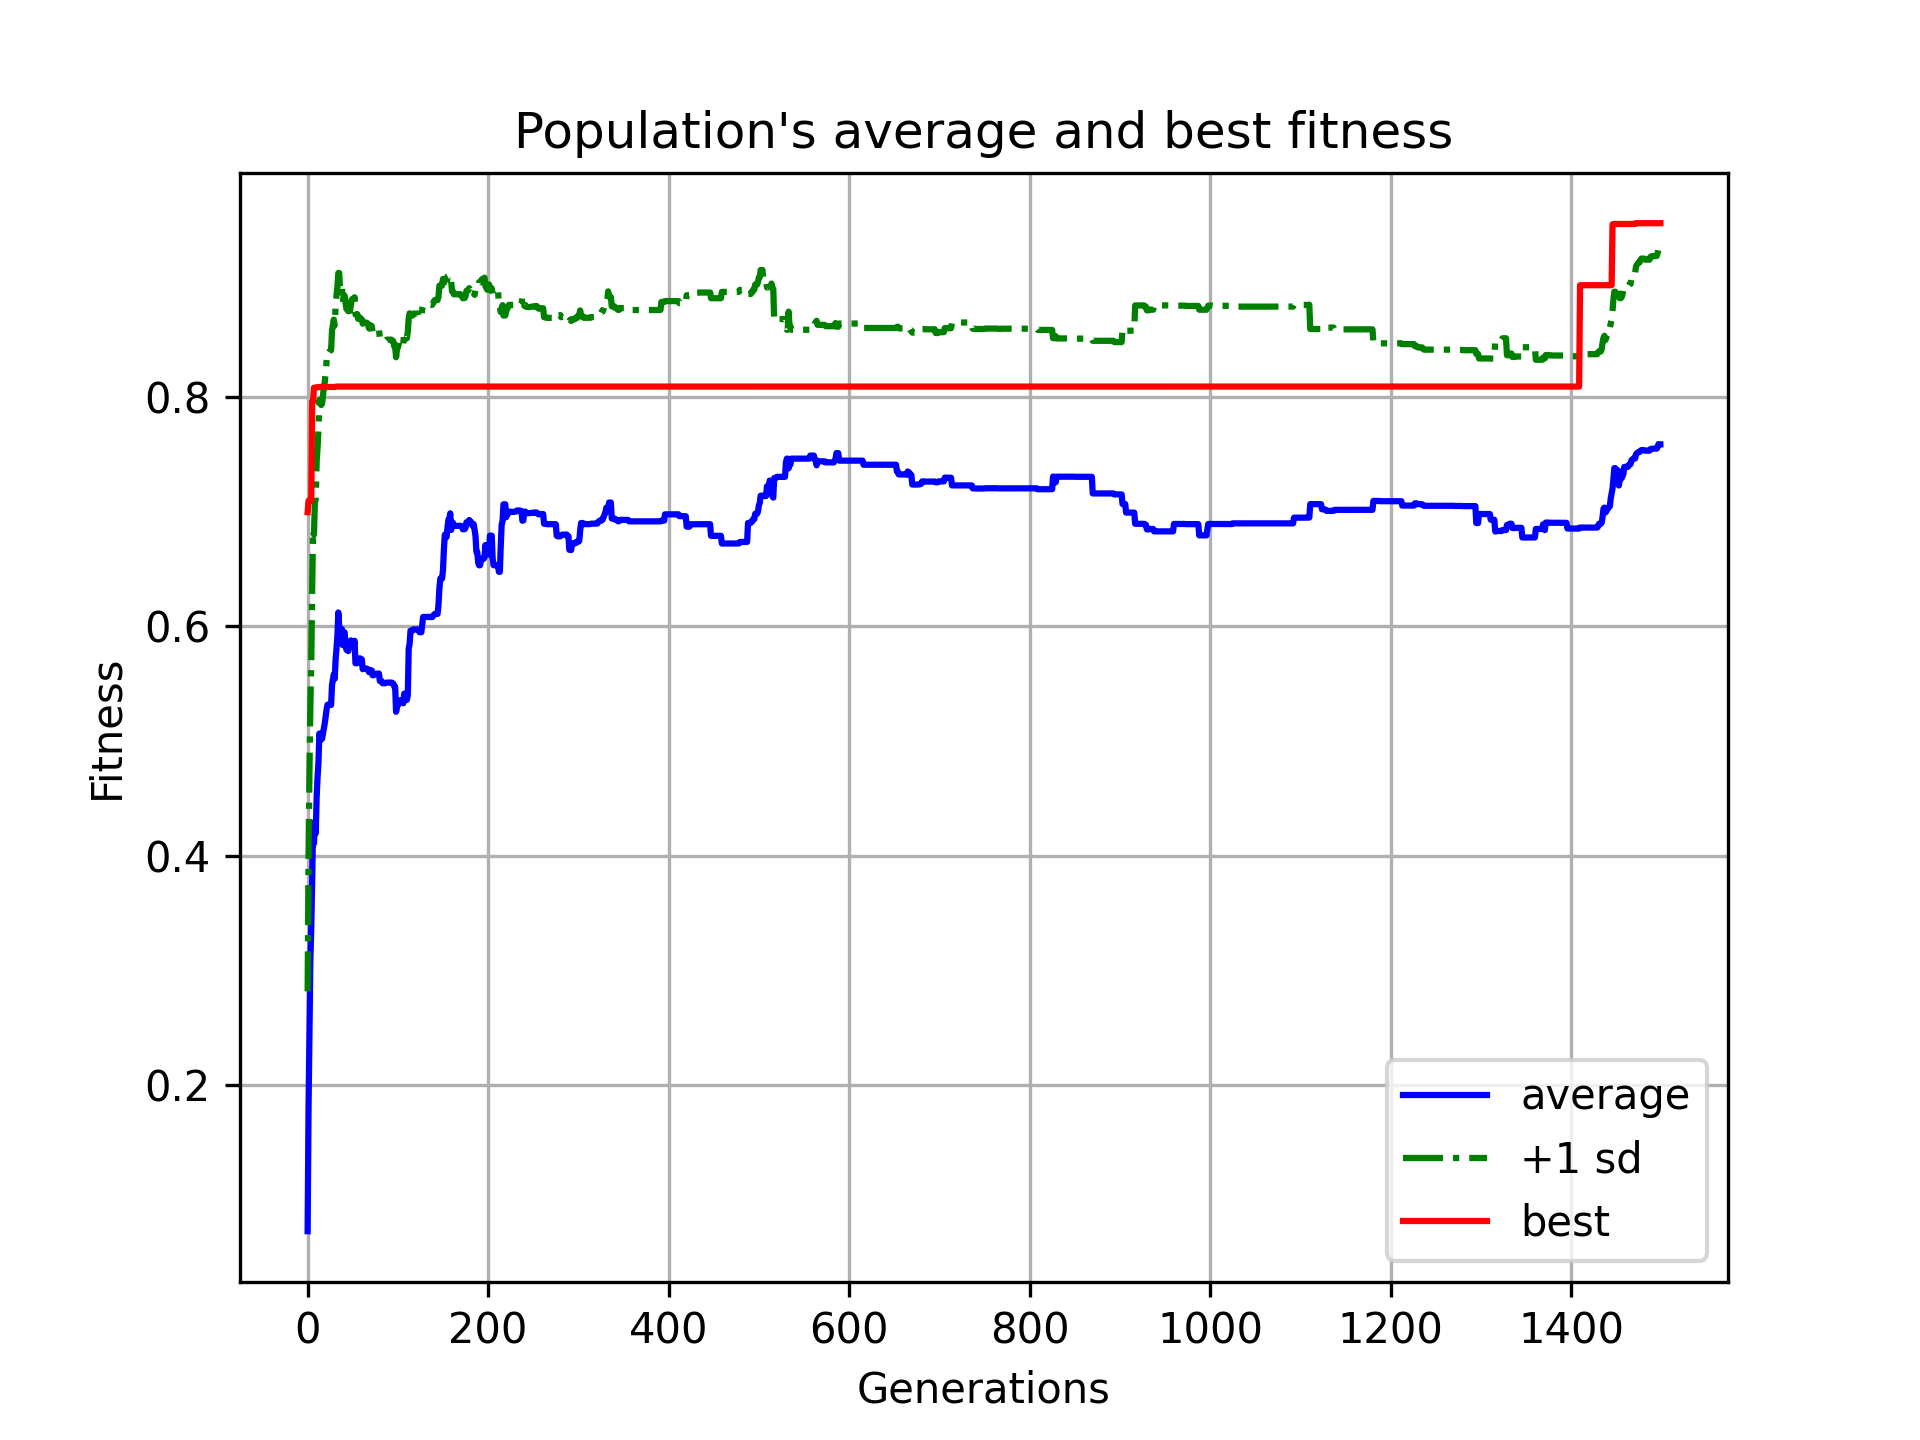 Population's average and best fitness
Fitness
0.8
0.6
0.4
0.2
0 200 400 600 800 1000 1200 1400
Generations
average
+1 sd
best